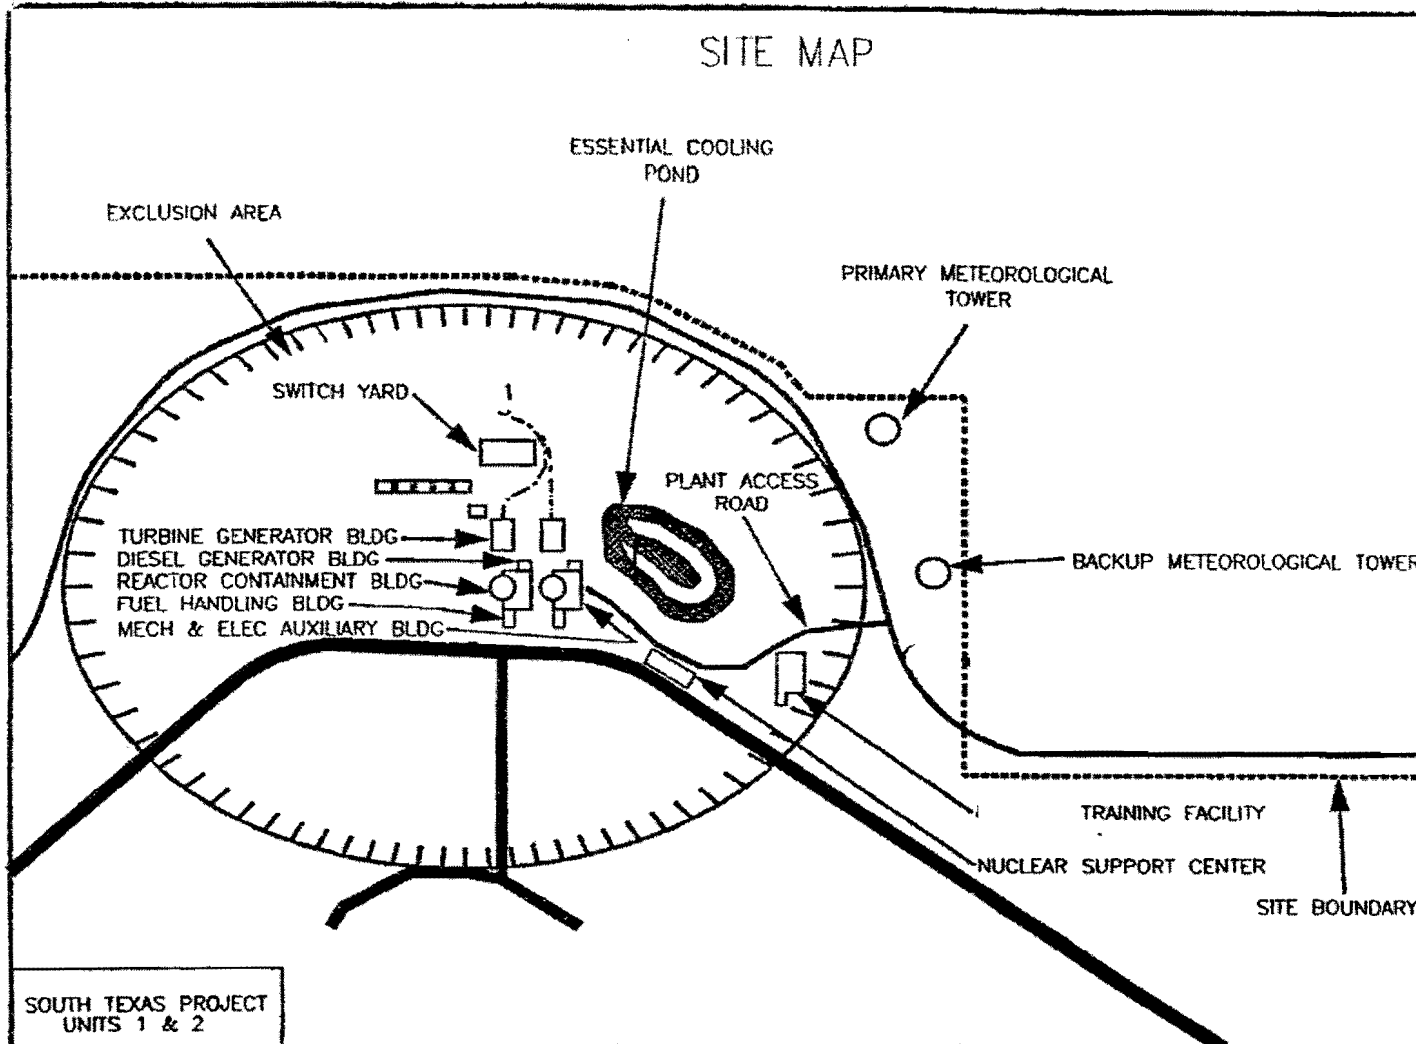 SITE MAP
ESSENTIAL COOLING
POND
EXCLUSION AREA
PRIMARY METEOROLOGICAL
TOWER
SWITCH YARD
PLANT ACCESS
ROAD
TURBINE GENERATOR BLDG
DIESEL GENERATOR BLDG
REACTOR CONTAINMENT BLDG
FUEL HANDLING BLDG
MECH & ELEC AUXILIARY BLDG
BACKUP METEOROLOGICAL TOWER
TRAINING FACILITY
NUCLEAR SUPPORT CENTER
SITE BOUNDARY
SOUTH TEXAS PROJECT
UNITS 1 & 2